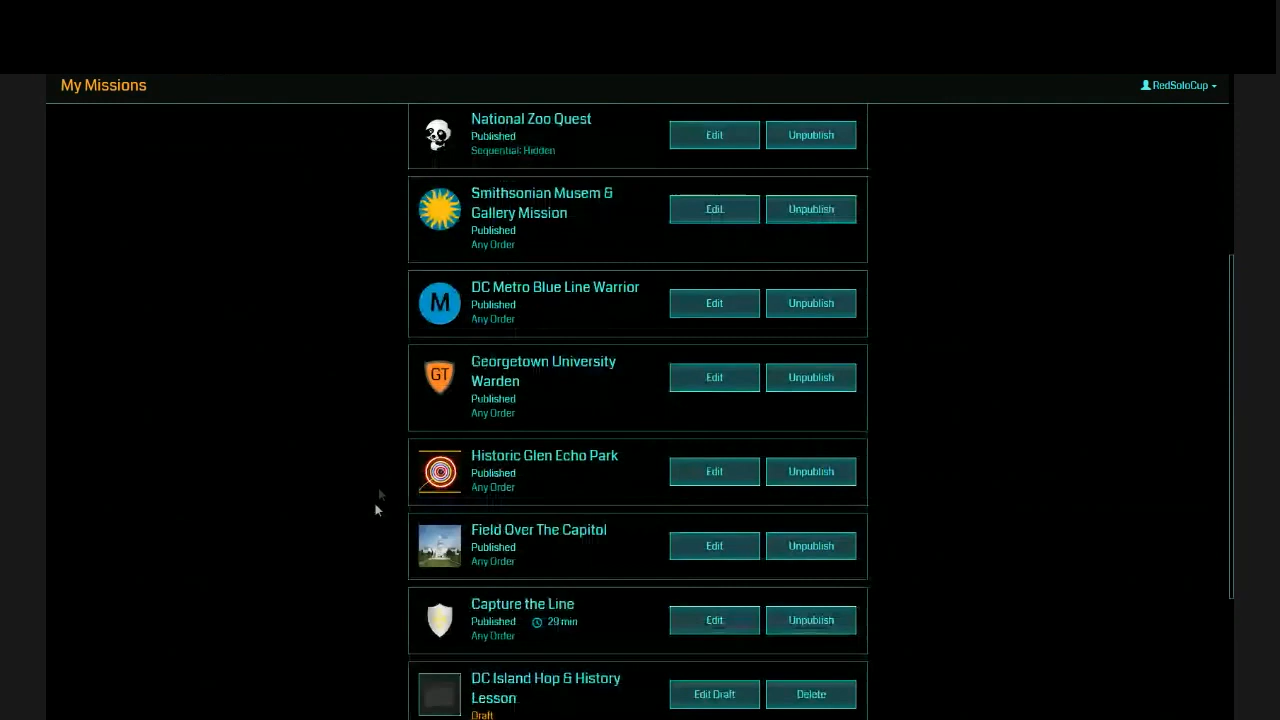 My Missions
RedSoloCup
National Zoo Quest
Published
Sequential: Hidden
Edit
Unpublish
Smithsonian Musem &
Gallery Mission
Published
Any Order
Edit
Unpublish
M
DC Metro Blue Line Warrior
Published
Any Order
Edit
Unpublish
GT
Georgetown University
Warden
Published
Any Order
Edit
Unpublish
Historic Glen Echo Park
Published
Any Order
Edit
Unpublish
Field Over The Capitol
Published
Any Order
Edit
Unpublish
Capture the Line
Published 29 min
Any Order
Edit
Unpublish
DC Island Hop & History
Lesson
Draft
Edit Draft
Delete